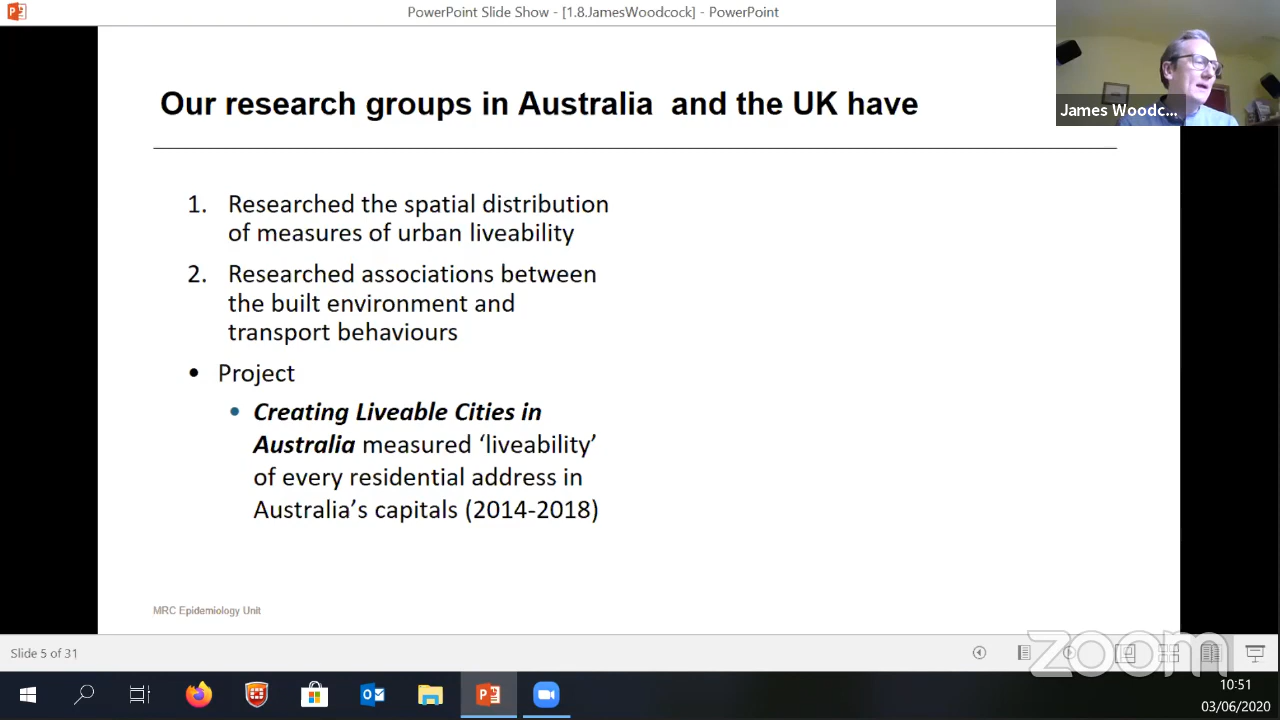 PowerPoint Slide Show - [1.8.JamesWoodcock] - PowerPoint
James Woodc...
Our research groups in Australia and the UK have
1. Researched the spatial distribution
of measures of urban liveability
2. Researched associations between
the built environment and
transport behaviours
• Project
• Creating Liveable Cities in
Australia measured ‘liveability’
of every residential address in
Australia’s capitals (2014-2018)
MRC Epidemiology Unit
Slide 5 of 31
zoom
10:51
03/06/2020